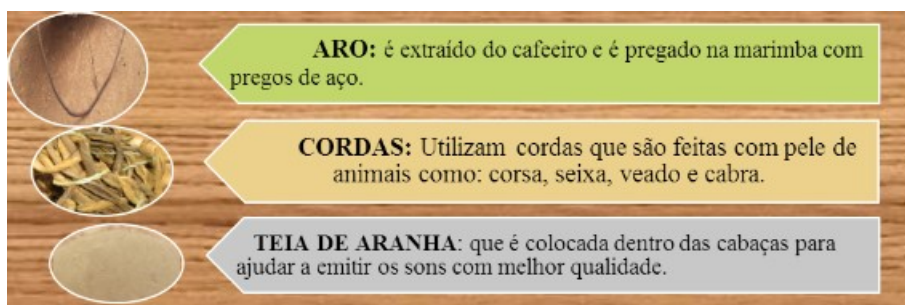 ARO: é extraído do cafeeiro e é pregado na marimba com
pregos de aço.
CORDAS: Utilizam cordas que são feitas com pele de
animais como: corsa, seixa, veado e cabra.
TEIA DE ARANHA: que é colocada dentro das cabaças para
ajudar a emitir os sons com melhor qualidade.